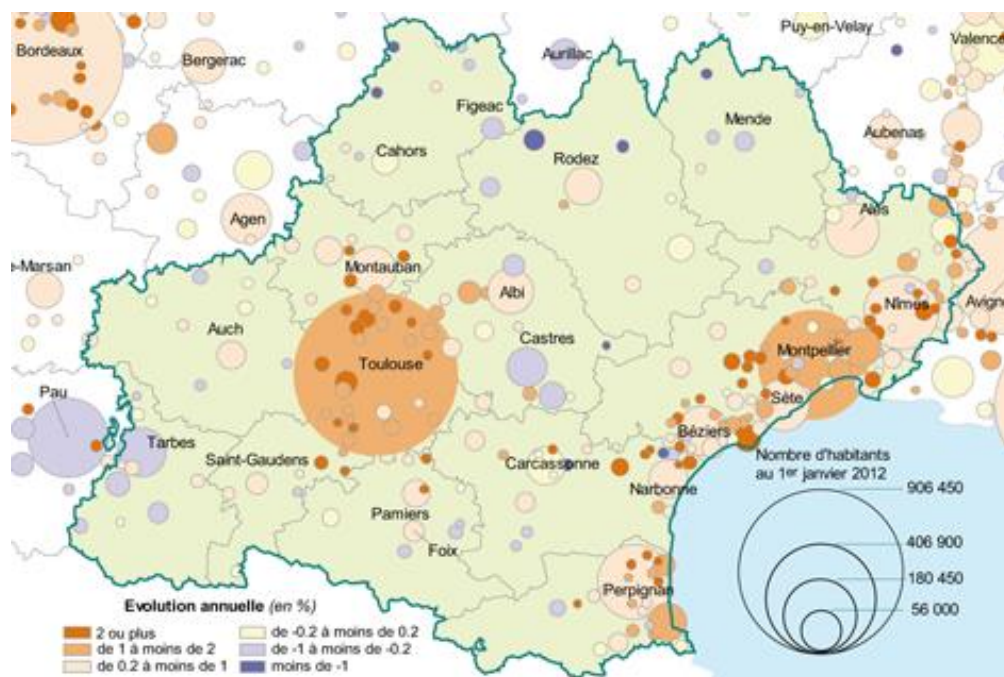 Puy-en-Velay
Bordeaux
Bergerac
Aurillac
Valence
Figeac
Mende
Aubenas
Cahors
Rodez
Agen
Alès
e-Marsan
Montauban
Albi
Nîmes
Avign
Auch
Castres
Toulouse
Montpellier
Pau
Sète
Tarbes
Béziers
Saint-Gaudens
Carcassonne
Nombre d'habitants
au 1er janvier 2012
Narbonne
906 450
Pamiers
Foix
406 900
180 450
Perpignan
56 000
Evolution annuelle (en %)
2 ou plus
de 1 à moins de 2
de 0.2 à moins de 1
de -0.2 à moins de 0.2
de -1 à moins de -0.2
moins de -1